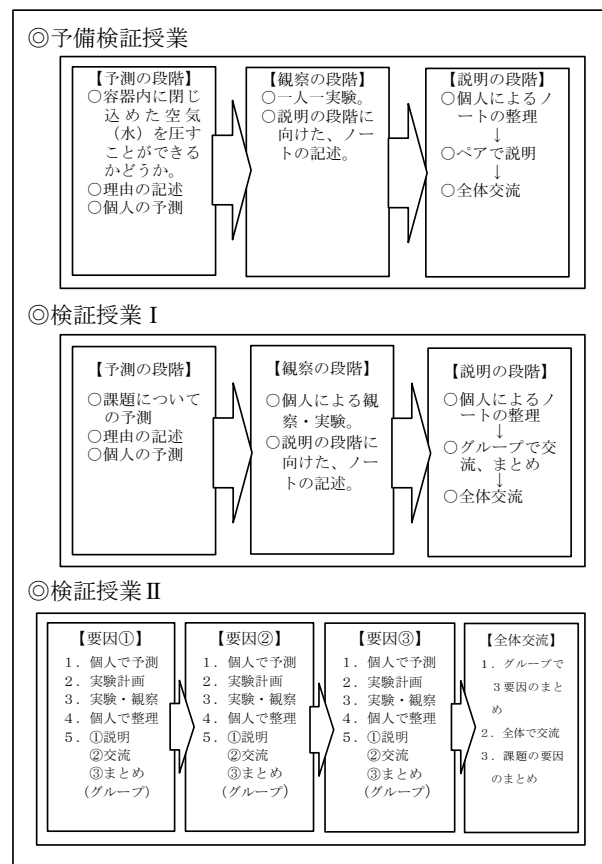 ◎予備検証授業
【予測の段階】
○容器内に閉じ
込めた空気
(水)を圧す
ことができる
かどうか。
○理由の記述
○個人の予測
【観察の段階】
○一人一実験。
○説明の段階に
向けた、ノー
トの記述。
【説明の段階】
○個人によるノ
ートの整理
↓
○ペアで説明
↓
○全体交流
◎検証授業Ⅰ
【予測の段階】
○課題について
の予測
○理由の記述
○個人の予測
【観察の段階】
○個人による観
察・実験。
○説明の段階に
向けた、ノー
トの記述。
【説明の段階】
○個人によるノ
ートの整理
↓
○グループで交
流、まとめ
↓
○全体交流
◎検証授業Ⅱ
【要因①】
1.個人で予測
2.実験計画
3.実験・観察
4.個人で整理
5.①説明
②交流
③まとめ
(グループ)
【要因②】
1.個人で予測
2.実験計画
3.実験・観察
4.個人で整理
5.①説明
②交流
③まとめ
(グループ)
【要因③】
1.個人で予測
2.実験計画
3.実験・観察
4.個人で整理
5.①説明
②交流
③まとめ
(グループ)
【全体交流】
1.グループで
3要因のまと
め
2.全体で交流
3.課題の要因
のまとめ